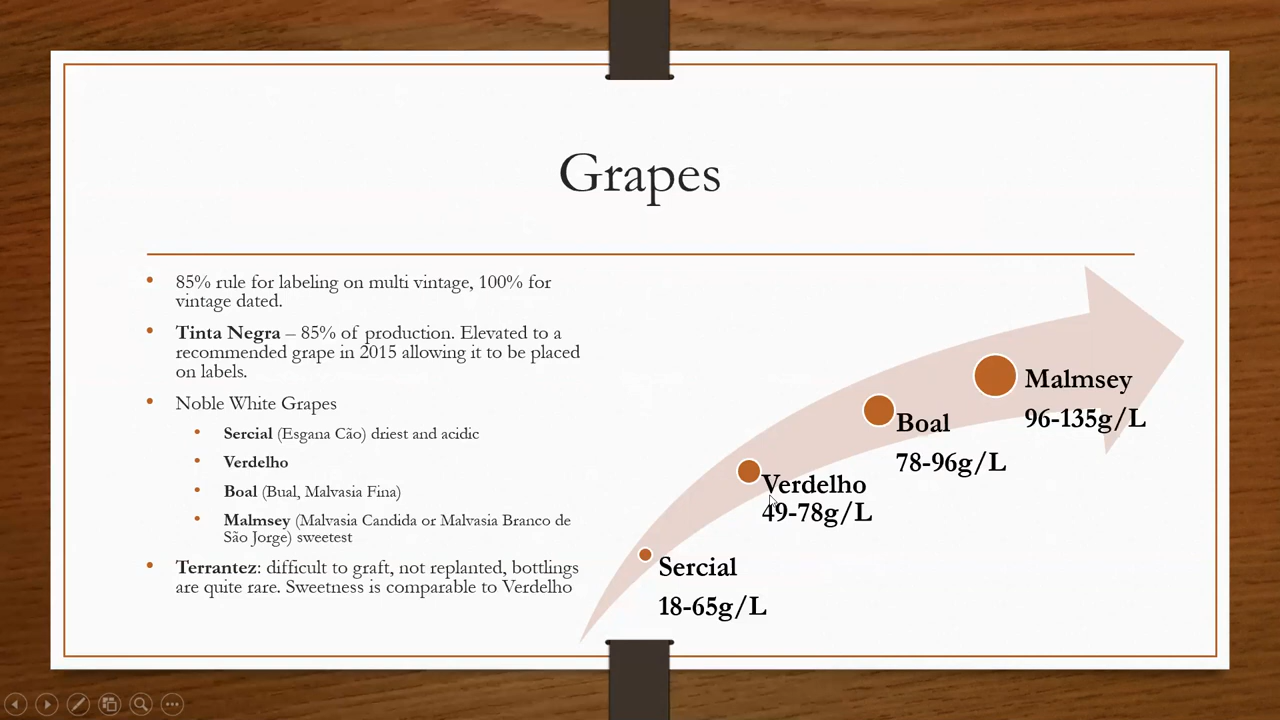 Grapes
85% rule for labeling on multi vintage, 100% for
vintage dated.
Tinta Negra – 85% of production. Elevated to a
recommended grape in 2015 allowing it to be placed
on labels.
Noble White Grapes
Sercial (Esgana Cão) driest and acidic
Verdelho
Boal (Bual, Malvasia Fina)
Malmsey (Malvasia Candida or Malvasia Branco de
São Jorge) sweetest
Terrantez: difficult to graft, not replanted, bottlings
are quite rare. Sweetness is comparable to Verdelho
Sercial
18-65g/L
Verdelho
49-78g/L
Boal
78-96g/L
Malmsey
96-135g/L